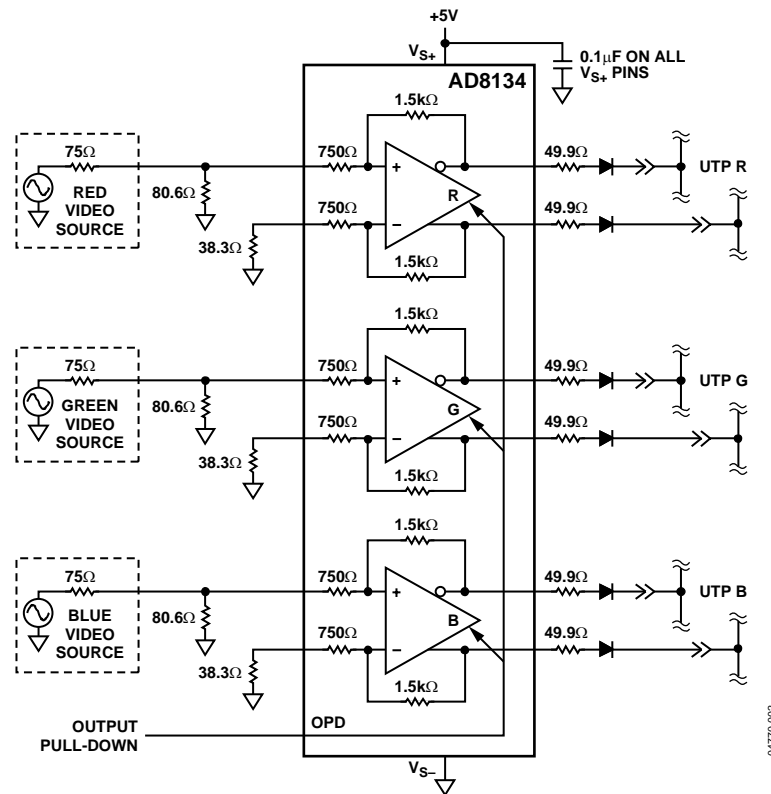 +5V
VS+
0.1μF ON ALL
VS+ PINS
AD8134
1.5kΩ
75Ω
750Ω
49.9Ω
+
UTP R
RED
VIDEO
SOURCE
80.6Ω
R
750Ω
49.9Ω
–
38.3Ω
1.5kΩ
1.5kΩ
75Ω
750Ω
49.9Ω
+
UTP G
GREEN
VIDEO
SOURCE
80.6Ω
G
750Ω
49.9Ω
–
38.3Ω
1.5kΩ
1.5kΩ
75Ω
750Ω
49.9Ω
+
UTP B
BLUE
VIDEO
SOURCE
80.6Ω
B
750Ω
49.9Ω
–
38.3Ω
1.5kΩ
OUTPUT
PULL-DOWN
OPD
VS–